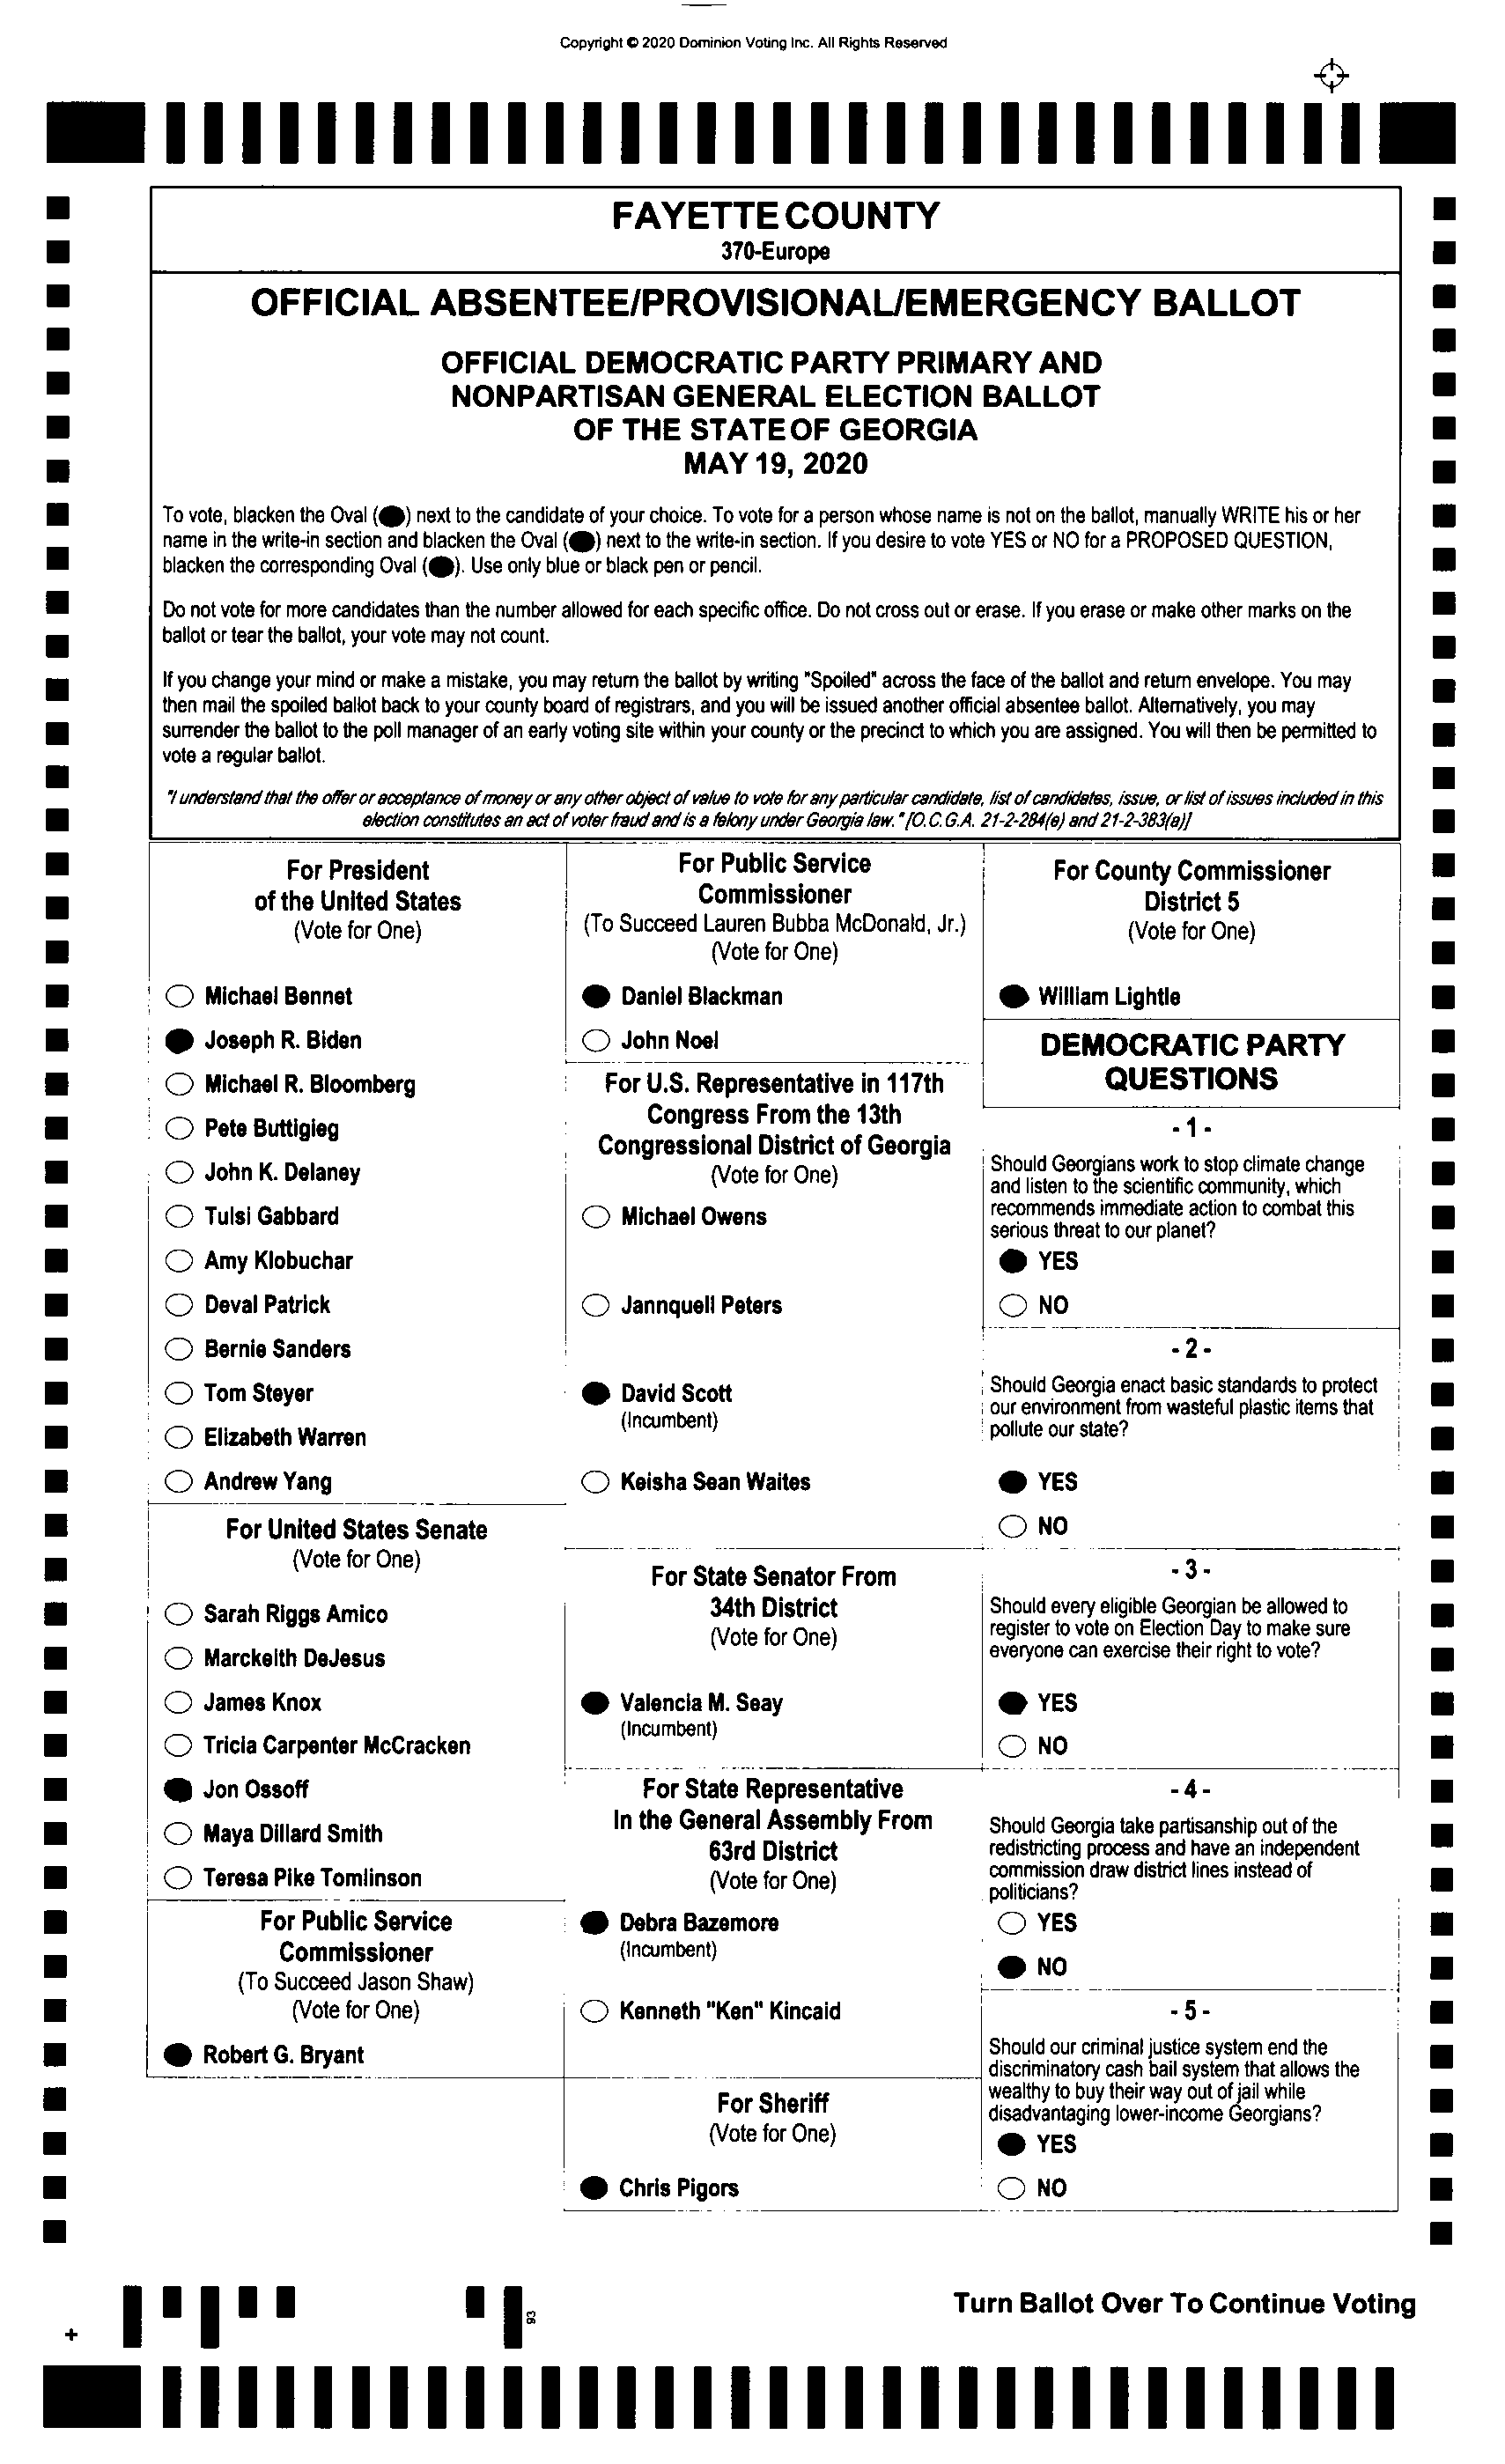 Copyright © 2020 Dominion Voting Inc. All Rights Reserved
FAYETTE COUNTY
370-Europe
OFFICIAL ABSENTEE/PROVISIONAL/EMERGENCY BALLOT
OFFICIAL DEMOCRATIC PARTY PRIMARY AND
NONPARTISAN GENERAL ELECTION BALLOT
OF THE STATE OF GEORGIA
MAY 19, 2020
To vote, blacken the Oval (●) next to the candidate of your choice. To vote for a person whose name is not on the ballot, manually WRITE his or her
name in the write-in section and blacken the Oval (●) next to the write-in section. If you desire to vote YES or NO for a PROPOSED QUESTION,
blacken the corresponding Oval (●). Use only blue or black pen or pencil.
Do not vote for more candidates than the number allowed for each specific office. Do not cross out or erase. If you erase or make other marks on the
ballot or tear the ballot, your vote may not count.
If you change your mind or make a mistake, you may return the ballot by writing "Spoiled" across the face of the ballot and return envelope. You may
then mail the spoiled ballot back to your county board of registrars, and you will be issued another official absentee ballot. Alternatively, you may
surrender the ballot to the poll manager of an early voting site within your county or the precinct to which you are assigned. You will then be permitted to
vote a regular ballot.
"I understand that the offer or acceptance of money or any other object of value to vote for any particular candidate, list of candidates, issue, or list of issues included in this
election constitutes an act of voter fraud and is a felony under Georgia law." [O.C.G.A. 21-2-284(e) and 21-2-383(a)]
For President
of the United States
(Vote for One)
Michael Bennet
Joseph R. Biden
Michael R. Bloomberg
Pete Buttigieg
John K. Delaney
Tulsi Gabbard
Amy Klobuchar
Deval Patrick
Bernie Sanders
Tom Steyer
Elizabeth Warren
Andrew Yang
For United States Senate
(Vote for One)
Sarah Riggs Amico
Marckeith DeJesus
James Knox
Tricia Carpenter McCracken
Jon Ossoff
Maya Dillard Smith
Teresa Pike Tomlinson
For Public Service
Commissioner
(To Succeed Jason Shaw)
(Vote for One)
Robert G. Bryant
For Public Service
Commissioner
(To Succeed Lauren Bubba McDonald, Jr.)
(Vote for One)
Daniel Blackman
John Noel
For U.S. Representative in 117th
Congress From the 13th
Congressional District of Georgia
(Vote for One)
Michael Owens
Jannquell Peters
David Scott
(Incumbent)
Keisha Sean Waites
For State Senator From
34th District
(Vote for One)
Valencia M. Seay
(Incumbent)
For State Representative
In the General Assembly From
63rd District
(Vote for One)
Debra Bazemore
(Incumbent)
Kenneth "Ken" Kincaid
For Sheriff
(Vote for One)
Chris Pigors
For County Commissioner
District 5
(Vote for One)
William Lightle
DEMOCRATIC PARTY
QUESTIONS
- 1 -
Should Georgians work to stop climate change
and listen to the scientific community, which
recommends immediate action to combat this
serious threat to our planet?
YES
NO
- 2 -
Should Georgia enact basic standards to protect
our environment from wasteful plastic items that
pollute our state?
YES
NO
- 3 -
Should every eligible Georgian be allowed to
register to vote on Election Day to make sure
everyone can exercise their right to vote?
YES
NO
- 4 -
Should Georgia take partisanship out of the
redistricting process and have an independent
commission draw district lines instead of
politicians?
YES
NO
- 5 -
Should our criminal justice system end the
discriminatory cash bail system that allows the
wealthy to buy their way out of jail while
disadvantaging lower-income Georgians?
YES
NO
Turn Ballot Over To Continue Voting
93
+